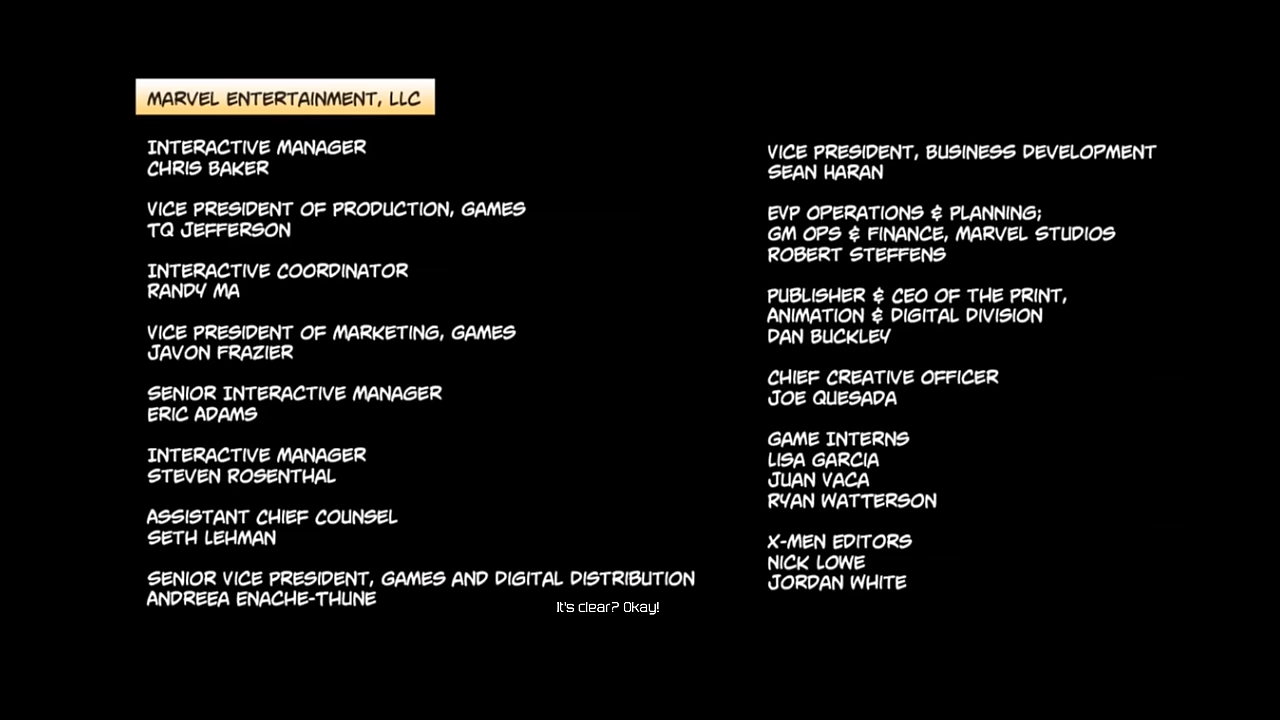 MARVEL ENTERTAINMENT, LLC
INTERACTIVE MANAGER
CHRIS BAKER
VICE PRESIDENT OF PRODUCTION, GAMES
TQ JEFFERSON
INTERACTIVE COORDINATOR
RANDY MA
VICE PRESIDENT OF MARKETING, GAMES
JAVON FRAZIER
SENIOR INTERACTIVE MANAGER
ERIC ADAMS
INTERACTIVE MANAGER
STEVEN ROSENTHAL
ASSISTANT CHIEF COUNSEL
SETH LEHMAN
SENIOR VICE PRESIDENT, GAMES AND DIGITAL DISTRIBUTION
ANDREEA ENACHE-THUNE
VICE PRESIDENT, BUSINESS DEVELOPMENT
SEAN HARAN
EVP OPERATIONS & PLANNING;
GM OPS & FINANCE, MARVEL STUDIOS
ROBERT STEFFENS
PUBLISHER & CEO OF THE PRINT,
ANIMATION & DIGITAL DIVISION
DAN BUCKLEY
CHIEF CREATIVE OFFICER
JOE QUESADA
GAME INTERNS
LISA GARCIA
JUAN VACA
RYAN WATTERSON
X-MEN EDITORS
NICK LOWE
JORDAN WHITE
It's clear? Okay!